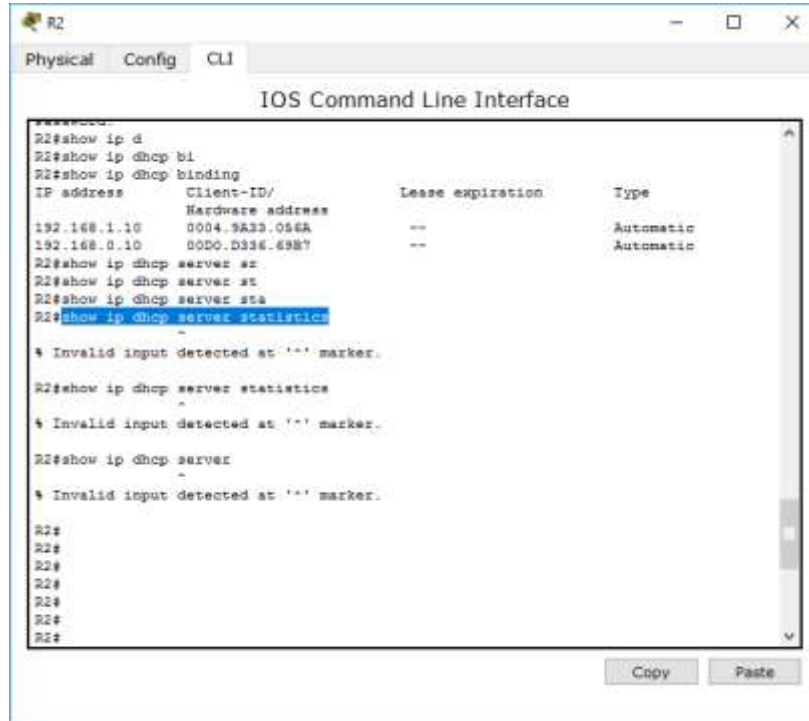 R2
Physical Config CLI
IOS Command Line Interface
R2#show ip d
R2#show ip dhcp bi
R2#show ip dhcp binding
IP address Client-ID/ Lease expiration Type
Hardware address
192.168.1.10 0004.9A33.056A -- Automatic
192.168.0.10 00D0.D336.69B7 -- Automatic
R2#show ip dhcp server sr
R2#show ip dhcp server st
R2#show ip dhcp server sta
R2#show ip dhcp server statistics
^
% Invalid input detected at '^' marker.
R2#show ip dhcp server statistics
^
% Invalid input detected at '^' marker.
R2#show ip dhcp server
^
% Invalid input detected at '^' marker.
R2#
R2#
R2#
R2#
R2#
R2#
R2#
Copy Paste